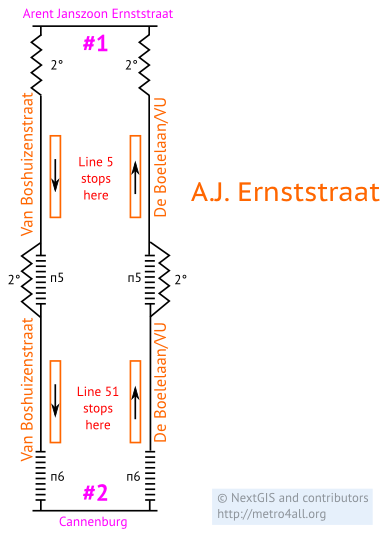 Arent Janszoon Ernststraat
#1
2°
2°
Van Boshuizenstraat
De Boelelaan/VU
Line 5
stops
here
A.J. Ernststraat
2°
п5
п5
2°
Van Boshuizenstraat
De Boelelaan/VU
Line 51
stops
here
п6
п6
#2
Cannenburg
© NextGIS and contributors
http://metro4all.org